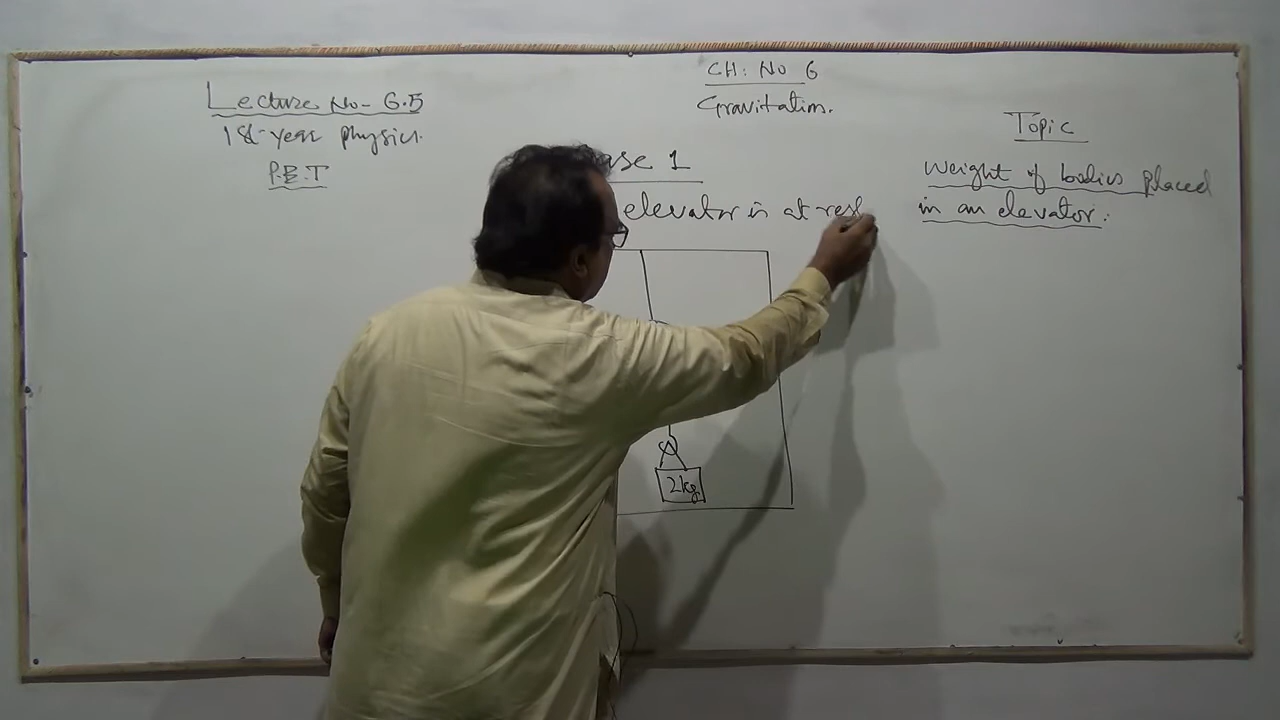 Lecture No- 6.5
1st-year physics.
P.B.T
CH: No 6
Gravitation.
Topic
Weight of bodies placed
in an elevator.
ase 1
elevator is at rest
2kg